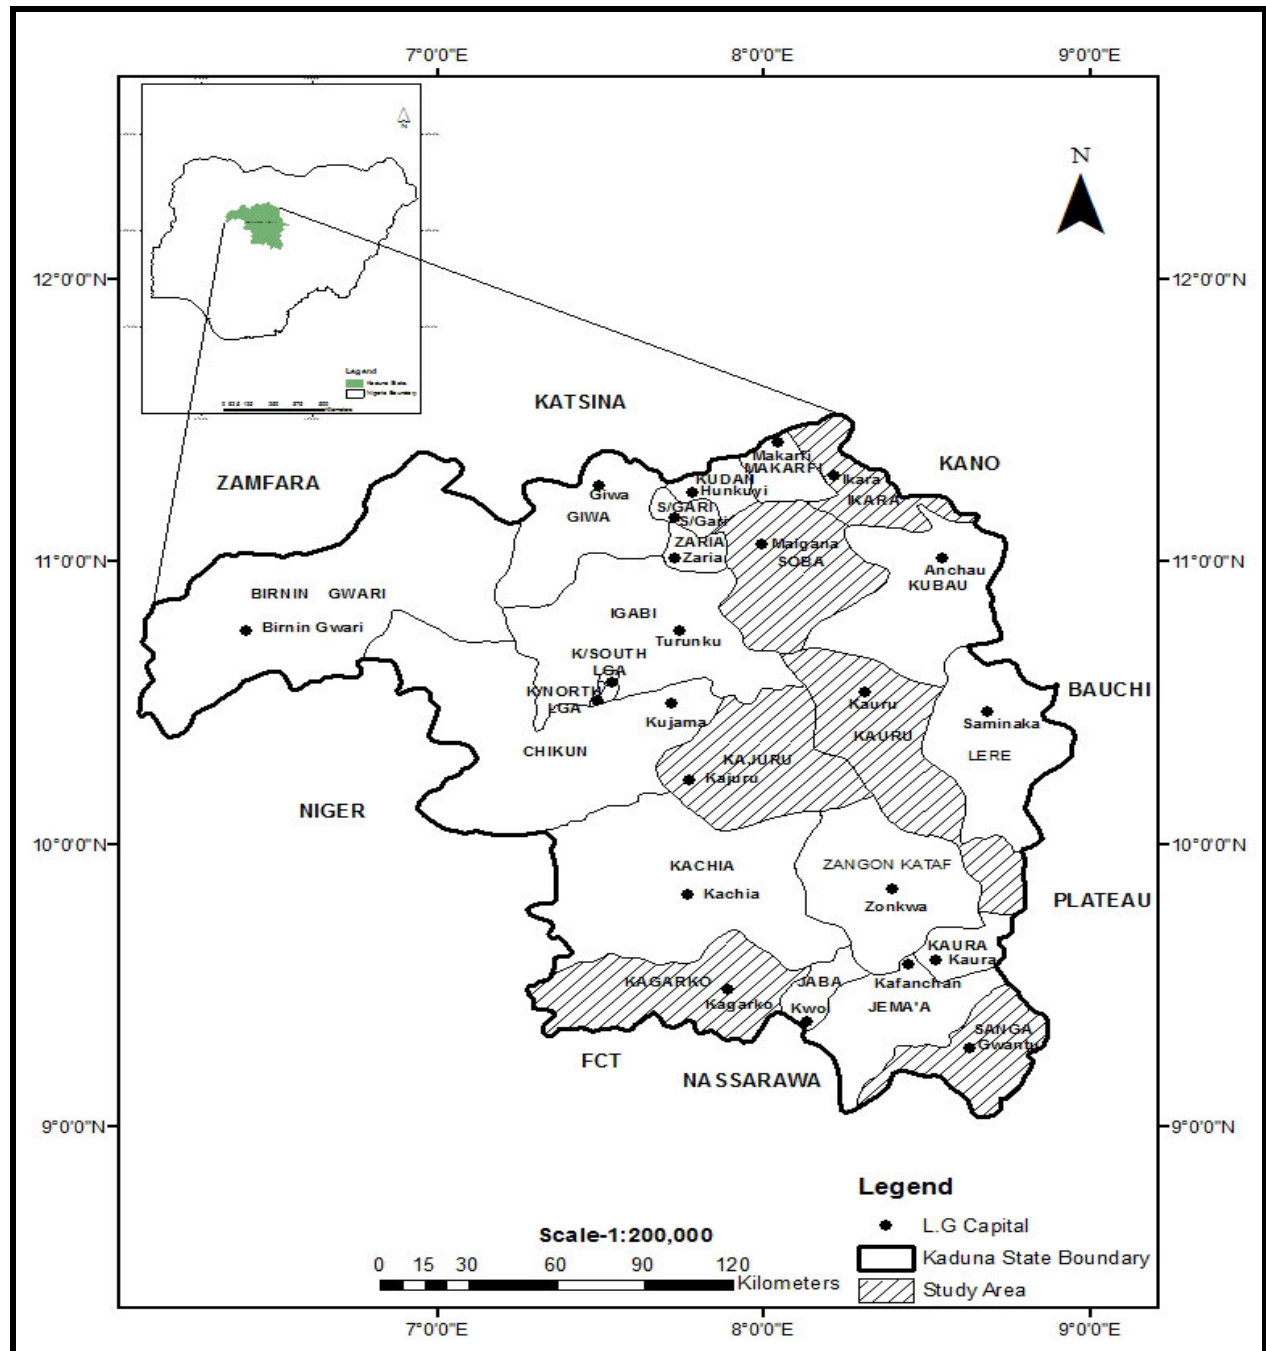 7°0'0"E 8°0'0"E 9°0'0"E
N
N
12°0'0"N 12°0'0"N
Legend
Kaduna State
Nigeria Boundary
KATSINA
ZAMFARA
KANO
Makarfi
MAKARFI
Ikara
IKARA
KUDAN
Hunkuyi
Giwa
GIWA
S/GARI
S/Gari
ZARIA
Zaria
Maigana
SOBA
11°0'0"N 11°0'0"N
Anchau
KUBAU
BIRNIN GWARI
Birnin Gwari
IGABI
Turunku
K/SOUTH
LGA
K/NORTH
LGA
Kujama
Kauru
KAURU
BAUCHI
Saminaka
LERE
CHIKUN
KAJURU
Kajuru
NIGER
10°0'0"N 10°0'0"N
KACHIA
Kachia
ZANGON KATAF
Zonkwa
PLATEAU
KAURA
Kaura
KAGARKO
Kagarko
JABA
Kwoi
Kafanchan
JEMA'A
SANGA
Gwantu
FCT
NASSARAWA
9°0'0"N 9°0'0"N
Legend
L.G Capital
Kaduna State Boundary
Study Area
Scale-1:200,000
0 15 30 60 90 120
Kilometers
7°0'0"E 8°0'0"E 9°0'0"E